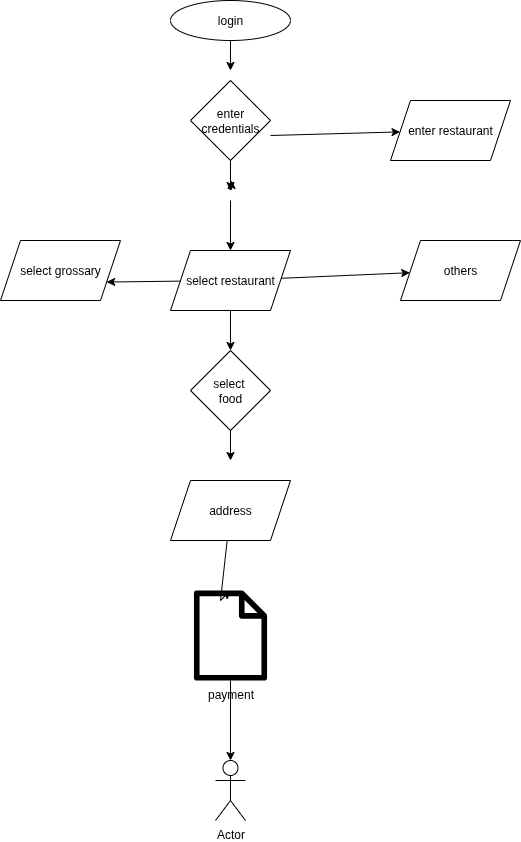 login
enter
credentials
enter restaurant
select grossary
select restaurant
others
select
food
address
payment
Actor